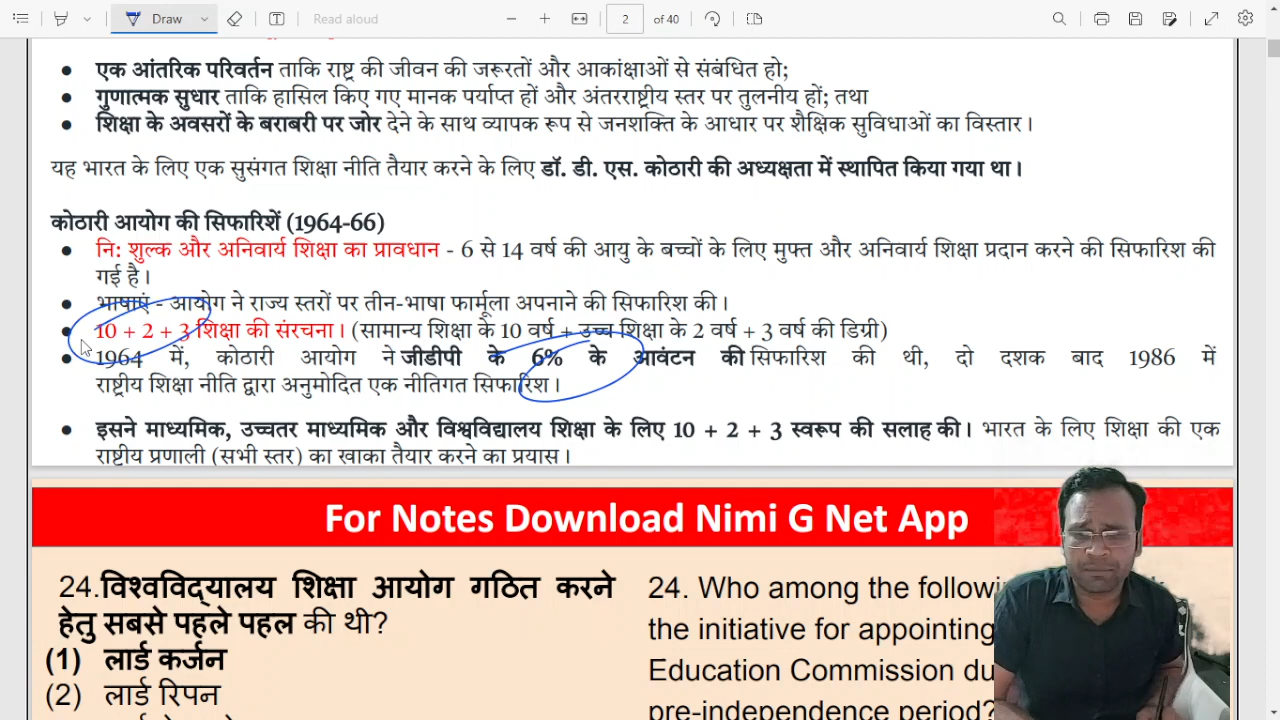 Draw
Read aloud
2
of 40
एक आंतरिक परिवर्तन ताकि राष्ट्र की जीवन की जरूरतों और आकांक्षाओं से संबंधित हो;
गुणात्मक सुधार ताकि हासिल किए गए मानक पर्याप्त हों और अंतरराष्ट्रीय स्तर पर तुलनीय हों; तथा
शिक्षा के अवसरों के बराबरी पर जोर देने के साथ व्यापक रूप से जनशक्ति के आधार पर शैक्षिक सुविधाओं का विस्तार।
यह भारत के लिए एक सुसंगत शिक्षा नीति तैयार करने के लिए डॉ. डी. एस. कोठारी की अध्यक्षता में स्थापित किया गया था।
कोठारी आयोग की सिफारिशें (1964-66)
नि: शुल्क और अनिवार्य शिक्षा का प्रावधान - 6 से 14 वर्ष की आयु के बच्चों के लिए मुफ्त और अनिवार्य शिक्षा प्रदान करने की सिफारिश की
गई है।
भाषाएं - आयोग ने राज्य स्तरों पर तीन-भाषा फार्मूला अपनाने की सिफारिश की।
10 + 2 + 3 शिक्षा की संरचना। (सामान्य शिक्षा के 10 वर्ष + उच्च शिक्षा के 2 वर्ष + 3 वर्ष की डिग्री)
1964 में, कोठारी आयोग ने जीडीपी के 6% के आवंटन की सिफारिश की थी, दो दशक बाद 1986 में
राष्ट्रीय शिक्षा नीति द्वारा अनुमोदित एक नीतिगत सिफारिश।
इसने माध्यमिक, उच्चतर माध्यमिक और विश्वविद्यालय शिक्षा के लिए 10 + 2 + 3 स्वरूप की सलाह की। भारत के लिए शिक्षा की एक
राष्ट्रीय प्रणाली (सभी स्तर) का खाका तैयार करने का प्रयास।
For Notes Download Nimi G Net App
24.विश्वविद्यालय शिक्षा आयोग गठित करने
हेतु सबसे पहले पहल की थी?
(1) लार्ड कर्जन
(2) लार्ड रिपन
24. Who among the
the initiative for appointing
Education Commission
pre-independence period?